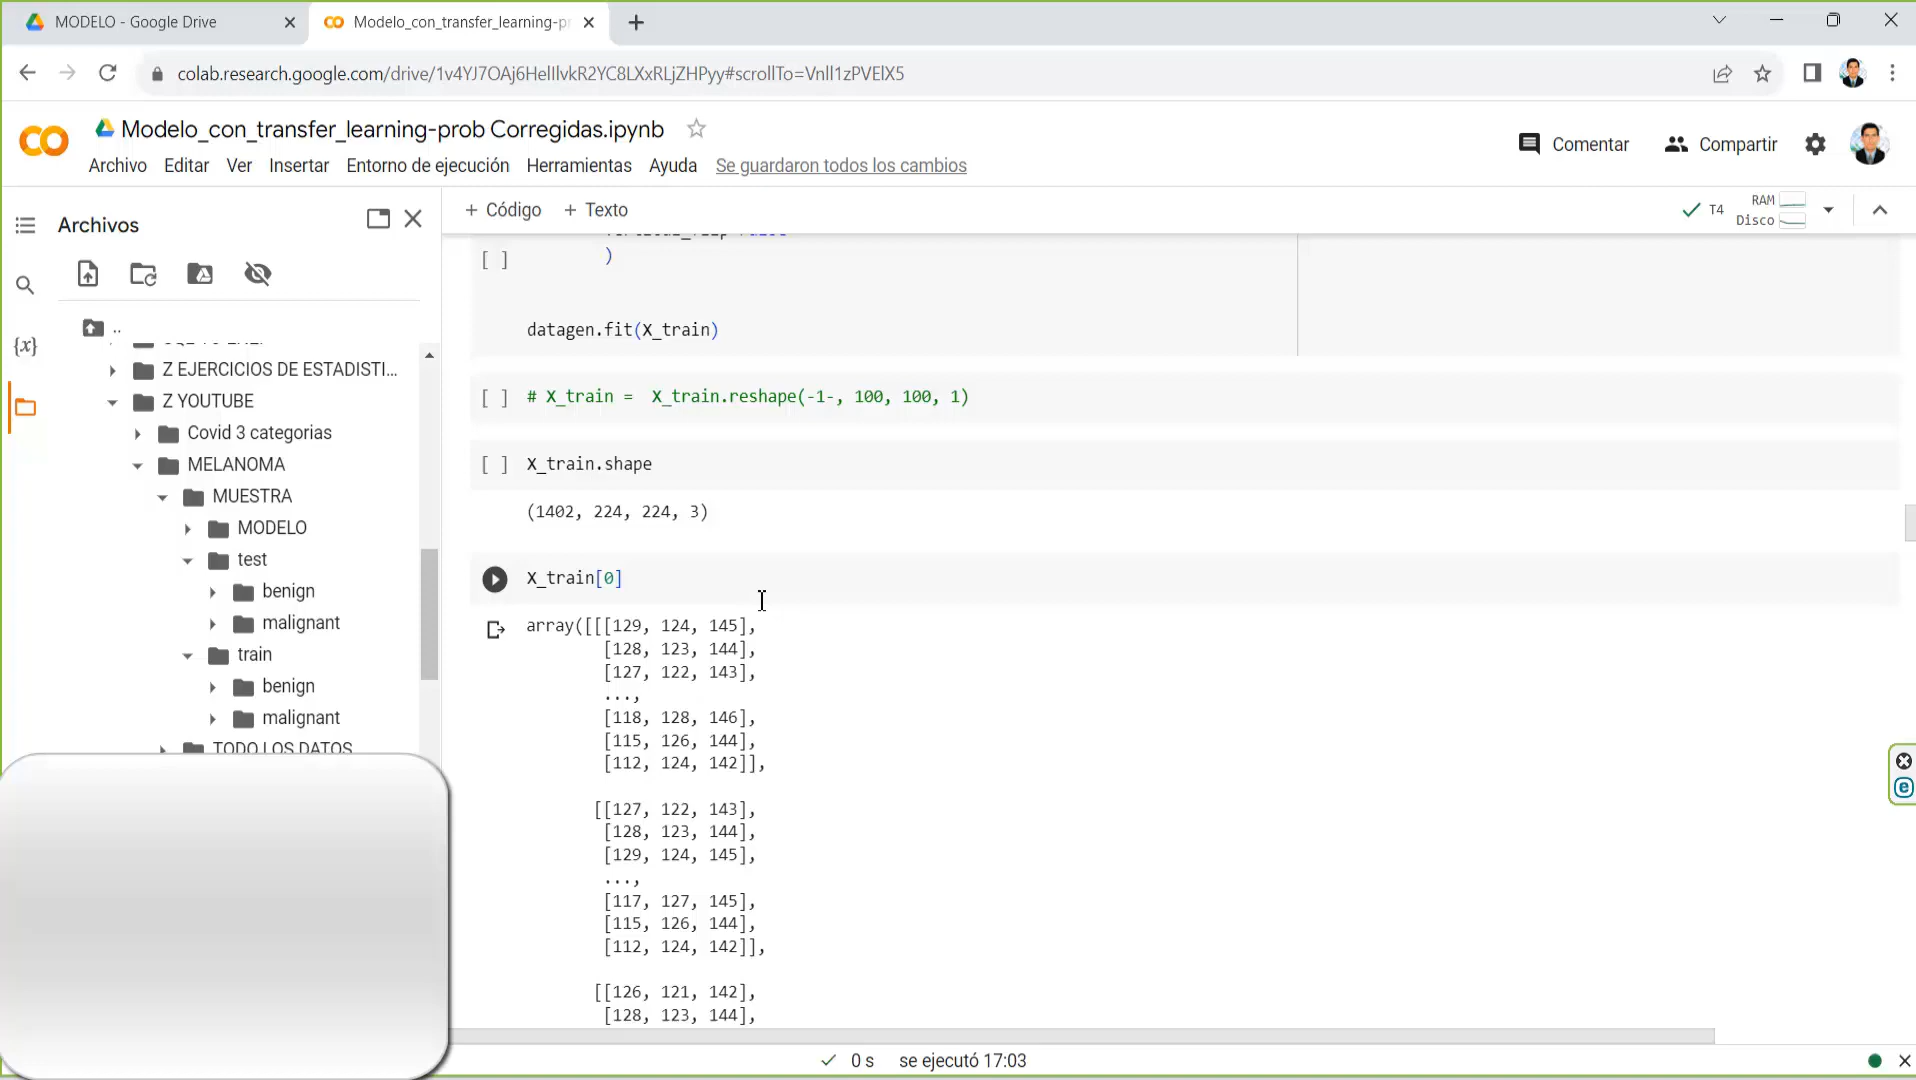 MODELO - Google Drive
Modelo_con_transfer_learning-pr
colab.research.google.com/drive/1v4YJ7OAj6HelIlvkR2YC8LXxRLjZHPyy#scrollTo=Vnll1zPVElX5
CO
Modelo_con_transfer_learning-prob Corregidas.ipynb
Archivo Editar Ver Insertar Entorno de ejecución Herramientas Ayuda Se guardaron todos los cambios
Comentar
Compartir
Archivos
+ Código + Texto
T4
RAM
Disco
..
Z EJERCICIOS DE ESTADISTI...
Z YOUTUBE
Covid 3 categorias
MELANOMA
MUESTRA
MODELO
test
benign
malignant
train
benign
malignant
TODO LOS DATOS
{x}
[ ] )
datagen.fit(X_train)
[ ] # X_train = X_train.reshape(-1-, 100, 100, 1)
[ ] X_train.shape
(1402, 224, 224, 3)
X_train[0]
array([[[129, 124, 145],
[128, 123, 144],
[127, 122, 143],
...,
[118, 128, 146],
[115, 126, 144],
[112, 124, 142]],
[[127, 122, 143],
[128, 123, 144],
[129, 124, 145],
...,
[117, 127, 145],
[115, 126, 144],
[112, 124, 142]],
[[126, 121, 142],
[128, 123, 144],
0 s se ejecutó 17:03